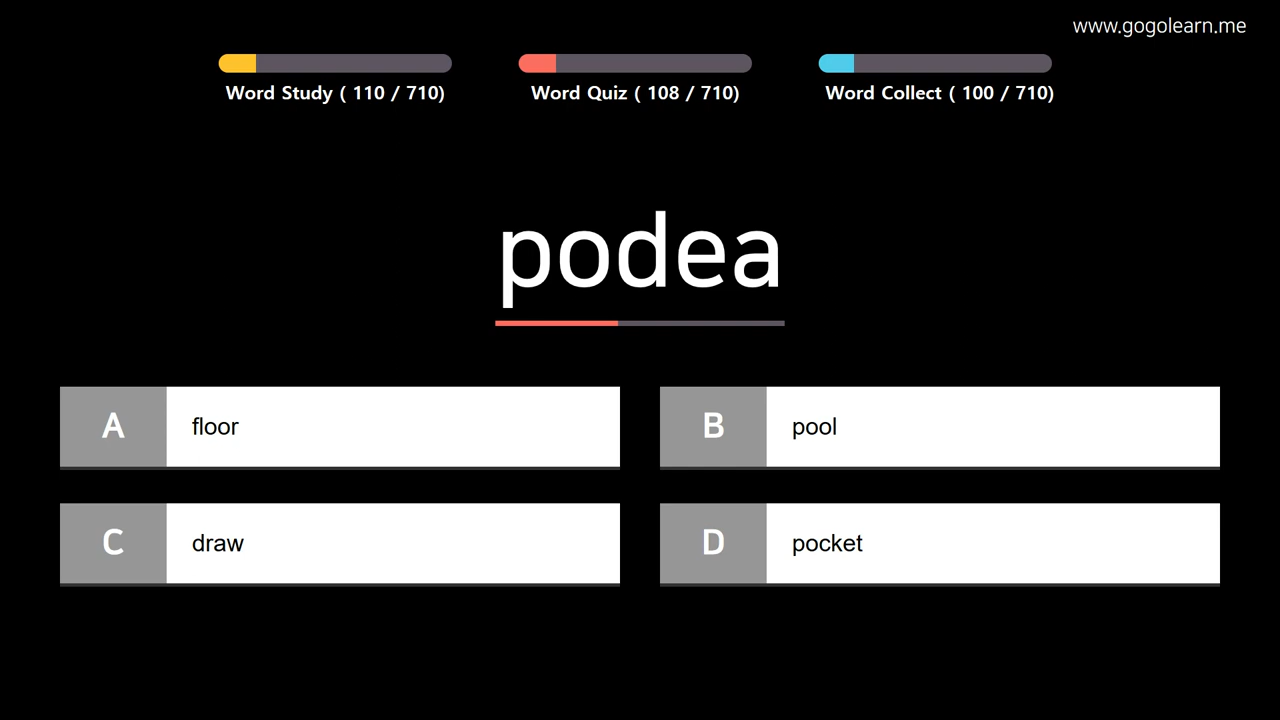 www.gogolearn.me
Word Study ( 110 / 710)
Word Quiz ( 108 / 710)
Word Collect ( 100 / 710)
podea
A floor
B pool
C draw
D pocket